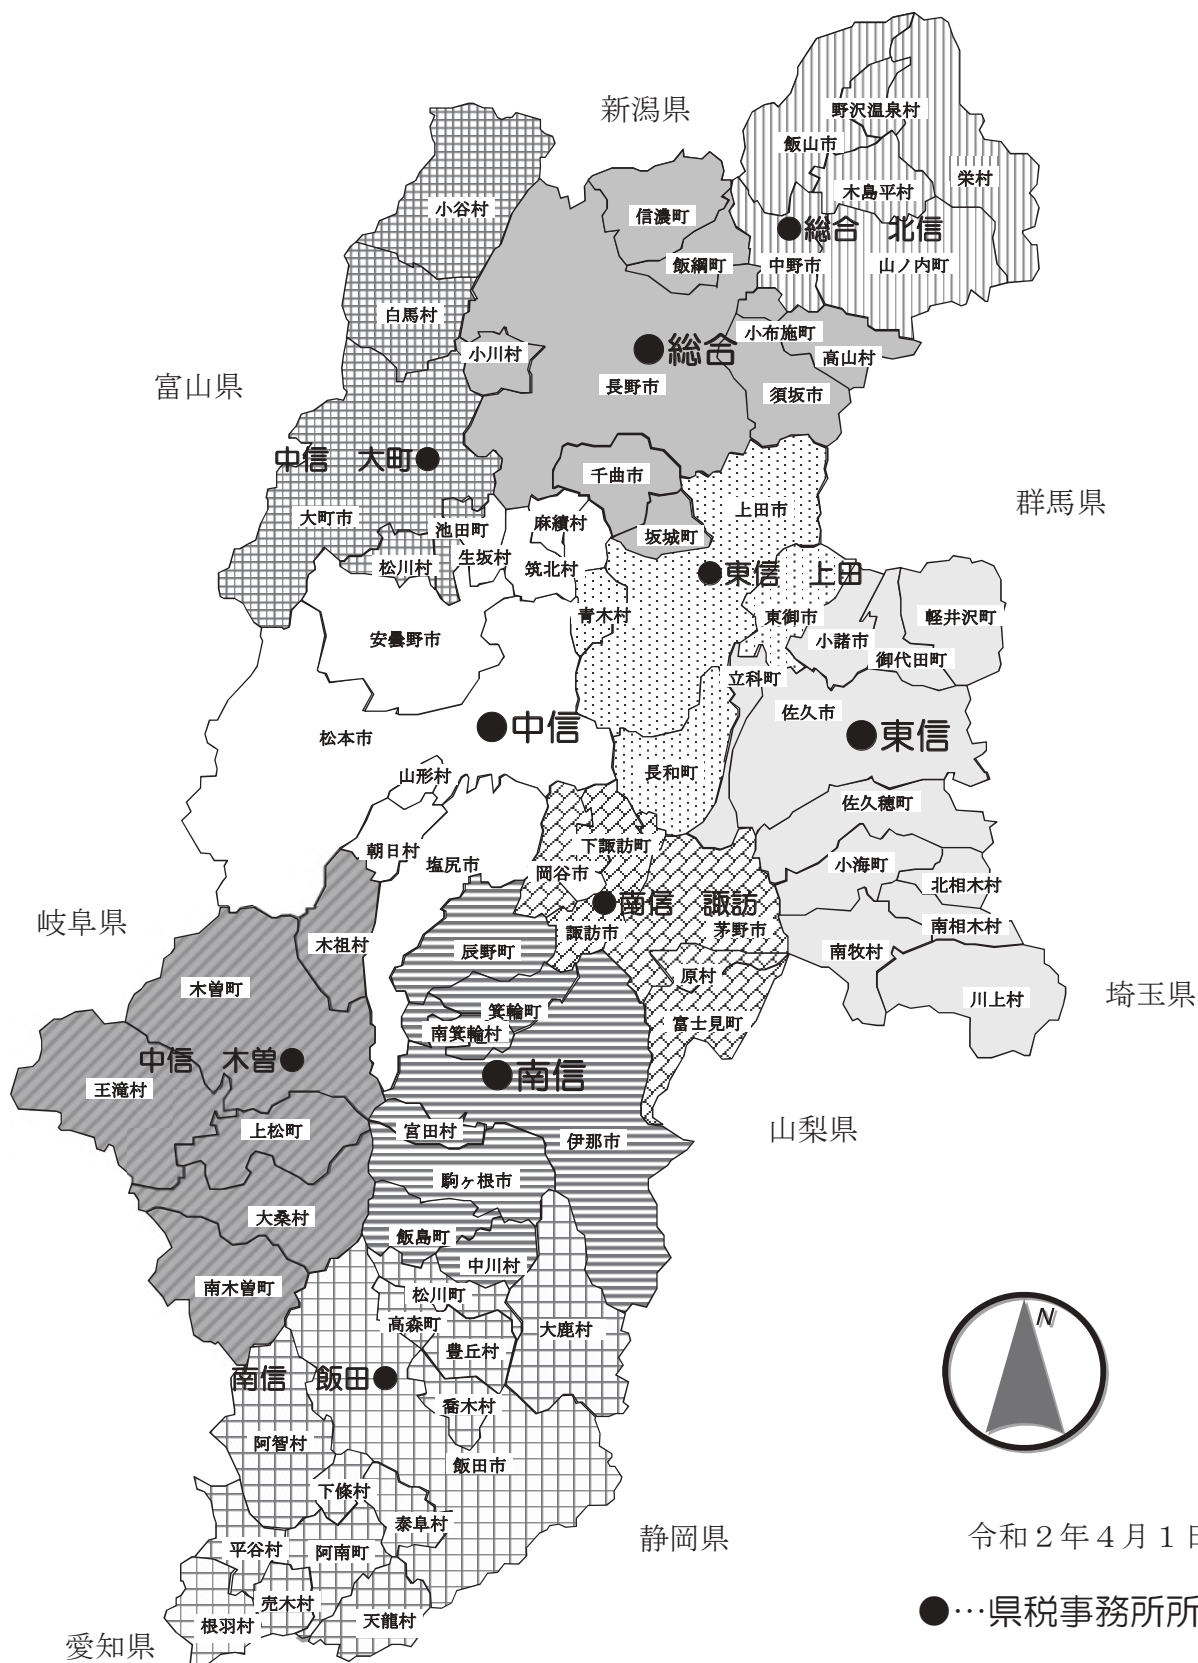 新潟県
野沢温泉村
飯山市
木島平村
栄村
小谷村
信濃町
●総合　北信
飯綱町
中野市
山ノ内町
白馬村
小布施町
小川村
●総合
高山村
富山県
長野市
須坂市
中信　大町●
千曲市
群馬県
大町市
池田町
麻績村
上田市
坂城町
生坂村
松川村
筑北村
●東信　上田
青木村
東御市
軽井沢町
安曇野市
小諸市
御代田町
立科町
佐久市
●中信
●東信
松本市
山形村
長和町
佐久穂町
朝日村
塩尻市
下諏訪町
岡谷市
小海町
北相木村
●南信　諏訪
岐阜県
木祖村
諏訪市
茅野市
南相木村
辰野町
南牧村
原村
木曽町
川上村
埼玉県
箕輪町
富士見町
南箕輪村
中信　木曽●
●南信
王滝村
上松町
宮田村
伊那市
山梨県
駒ヶ根市
大桑村
飯島町
中川村
南木曽町
松川町
高森町
大鹿村
N
豊丘村
南信　飯田●
喬木村
阿智村
飯田市
下條村
泰阜村
静岡県
令和２年４月１日
平谷村
阿南町
売木村
根羽村
天龍村
●…県税事務所所
愛知県